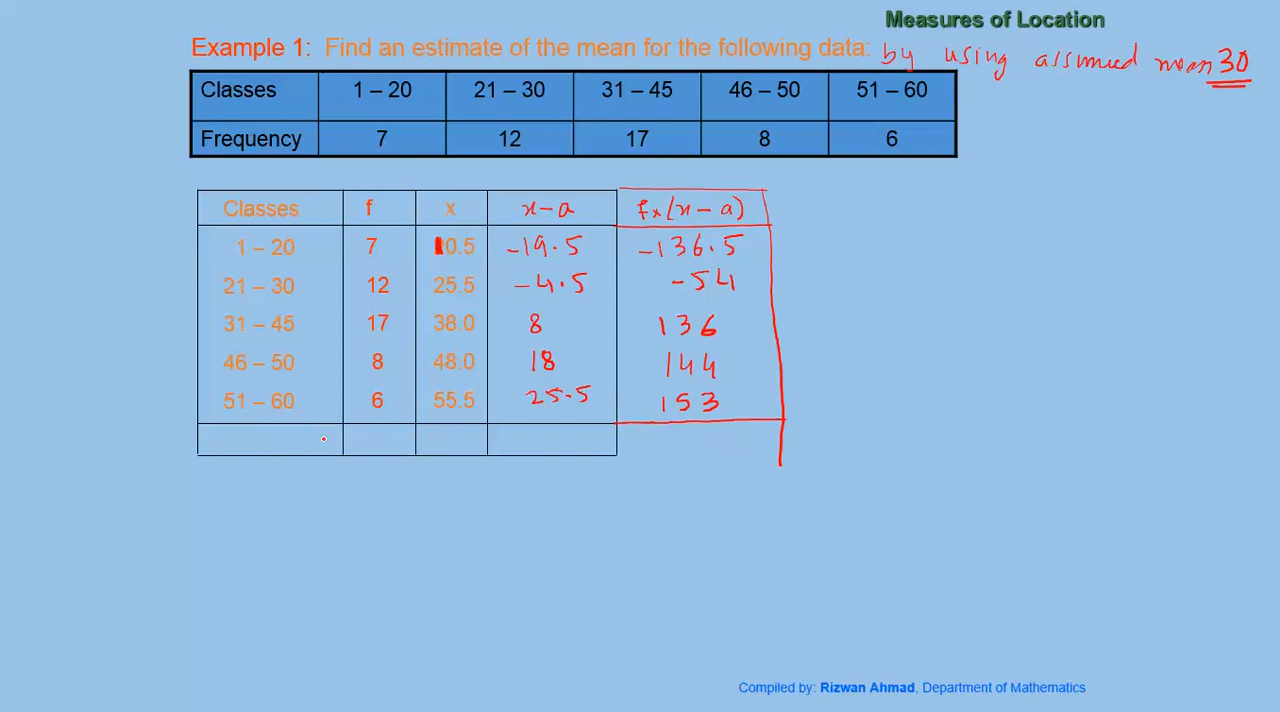 Measures of Location
Example 1: Find an estimate of the mean for the following data: by using assumed mean 30
Classes 1 – 20 21 – 30 31 – 45 46 – 50 51 – 60
Frequency 7 12 17 8 6
Classes f x x-a fx(x-a)
1 – 20 7 10.5 -19.5 -136.5
21 – 30 12 25.5 -4.5 -54
31 – 45 17 38.0 8 136
46 – 50 8 48.0 18 144
51 – 60 6 55.5 25.5 153
Compiled by: Rizwan Ahmad, Department of Mathematics